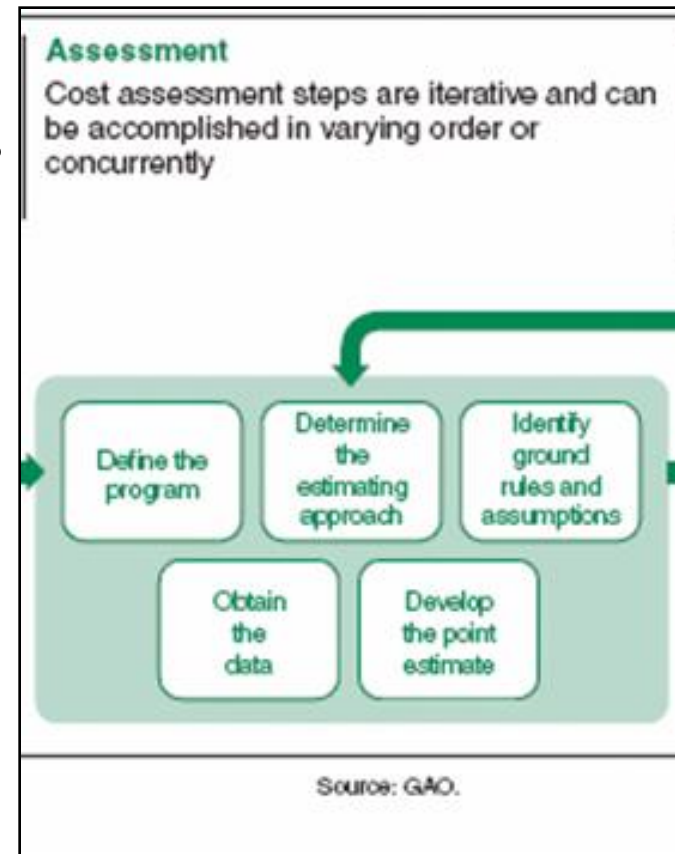 Assessment
Cost assessment steps are iterative and can
be accomplished in varying order or
concurrently
Define the
program
Determine
the
estimating
approach
Identify
ground
rules and
assumptions
Obtain
the
data
Develop
the point
estimate
Source: GAO.